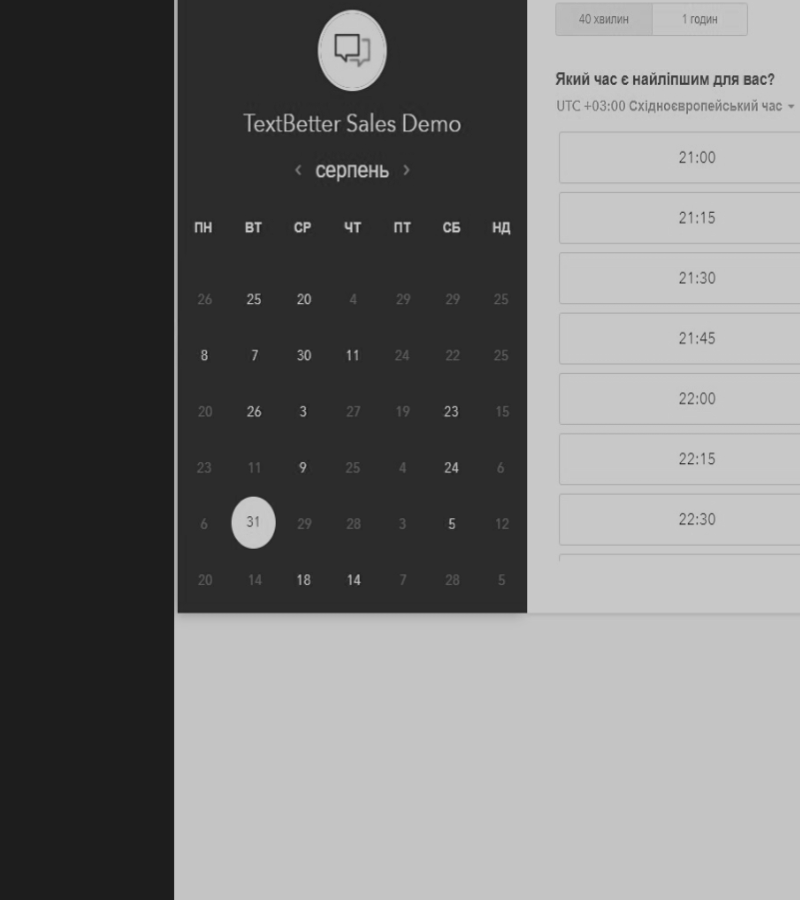 TextBetter Sales Demo
‹ серпень ›
ПН ВТ СР ЧТ ПТ СБ НД
26 25 20 4 29 29 25
8 7 30 11 24 22 25
20 26 3 27 19 23 15
23 11 9 25 4 24 6
6 31 29 28 3 5 12
20 14 18 14 7 28 5
40 хвилин 1 годин
Який час є найліпшим для вас?
UTC +03:00 Східноєвропейський час
21:00
21:15
21:30
21:45
22:00
22:15
22:30